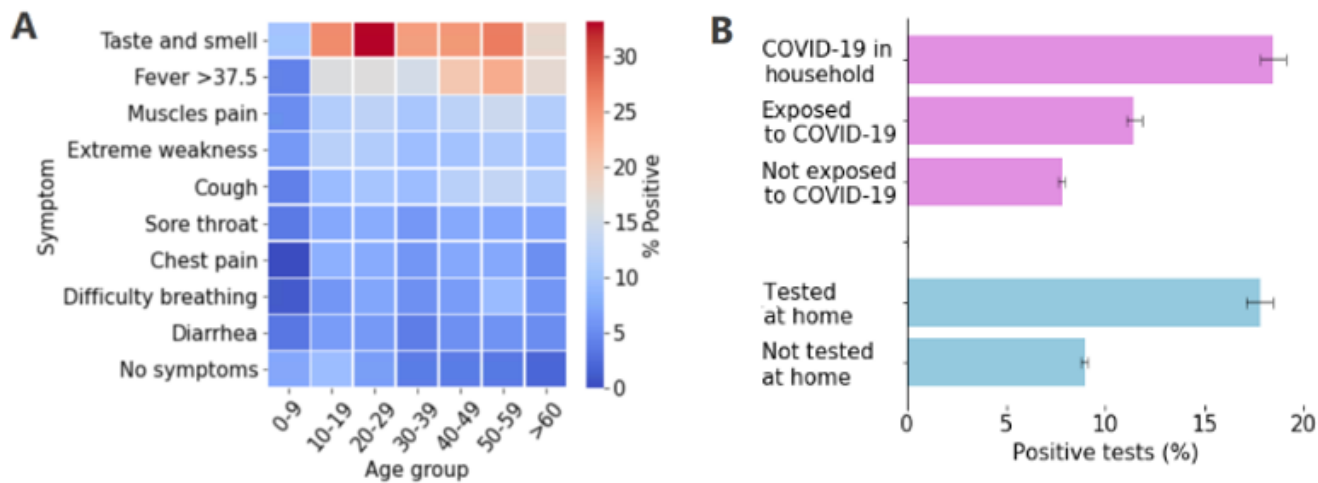 A
Symptom
Taste and smell
Fever >37.5
Muscles pain
Extreme weakness
Cough
Sore throat
Chest pain
Difficulty breathing
Diarrhea
No symptoms
0-9
10-19
20-29
30-39
40-49
50-59
>60
Age group
30
25
20
15
10
5
0
% Positive
B
COVID-19 in
household
Exposed
to COVID-19
Not exposed
to COVID-19
Tested
at home
Not tested
at home
0
5
10
15
20
Positive tests (%)